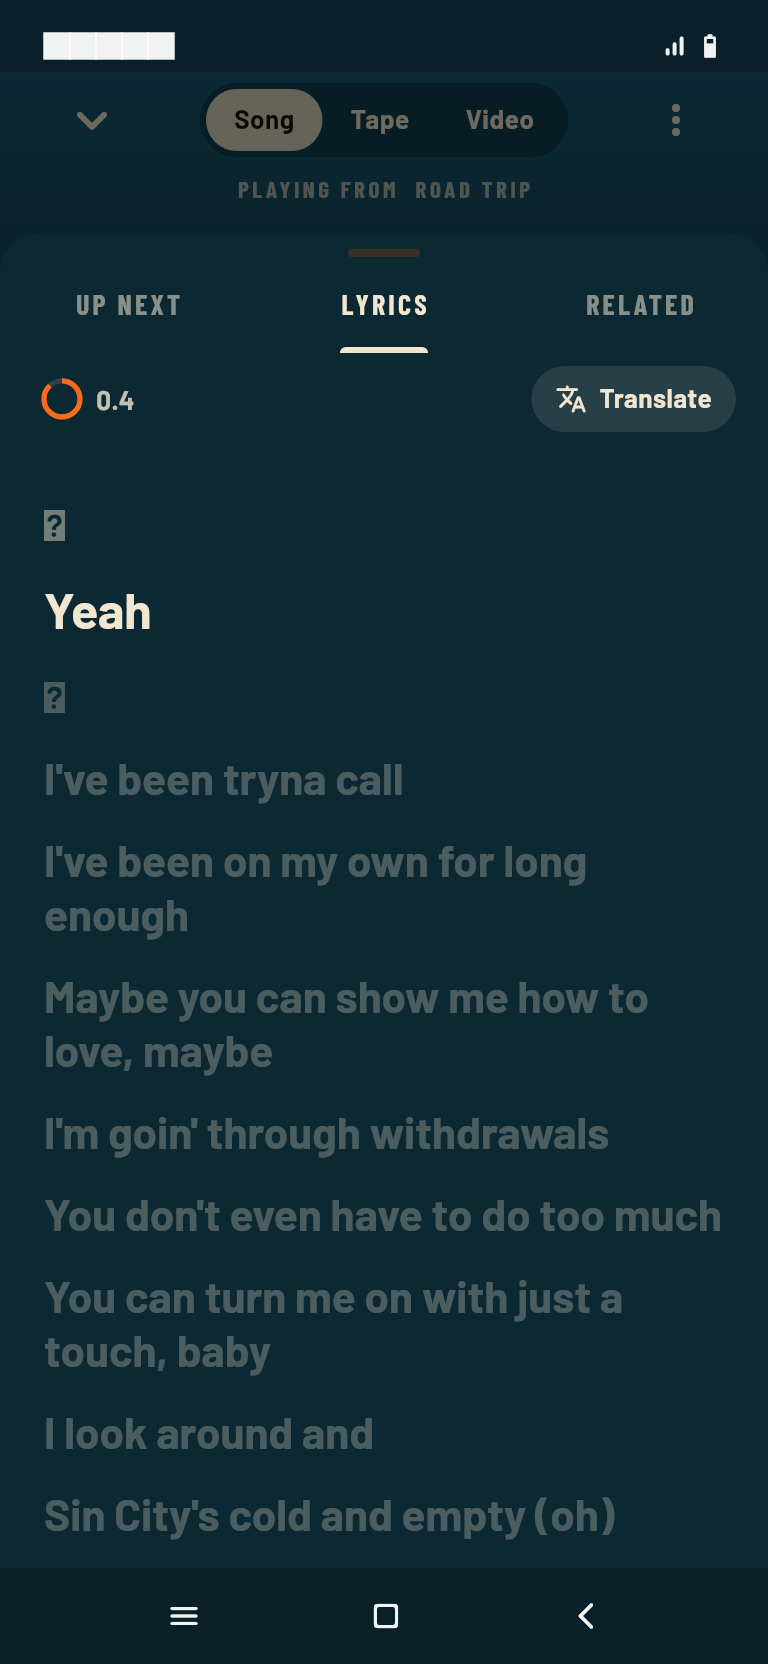 Song Tape Video
PLAYING FROM ROAD TRIP
UP NEXT LYRICS RELATED
0.4 Translate
?
Yeah
?
I've been tryna call
I've been on my own for long
enough
Maybe you can show me how to
love, maybe
I'm goin' through withdrawals
You don't even have to do too much
You can turn me on with just a
touch, baby
I look around and
Sin City's cold and empty (oh)